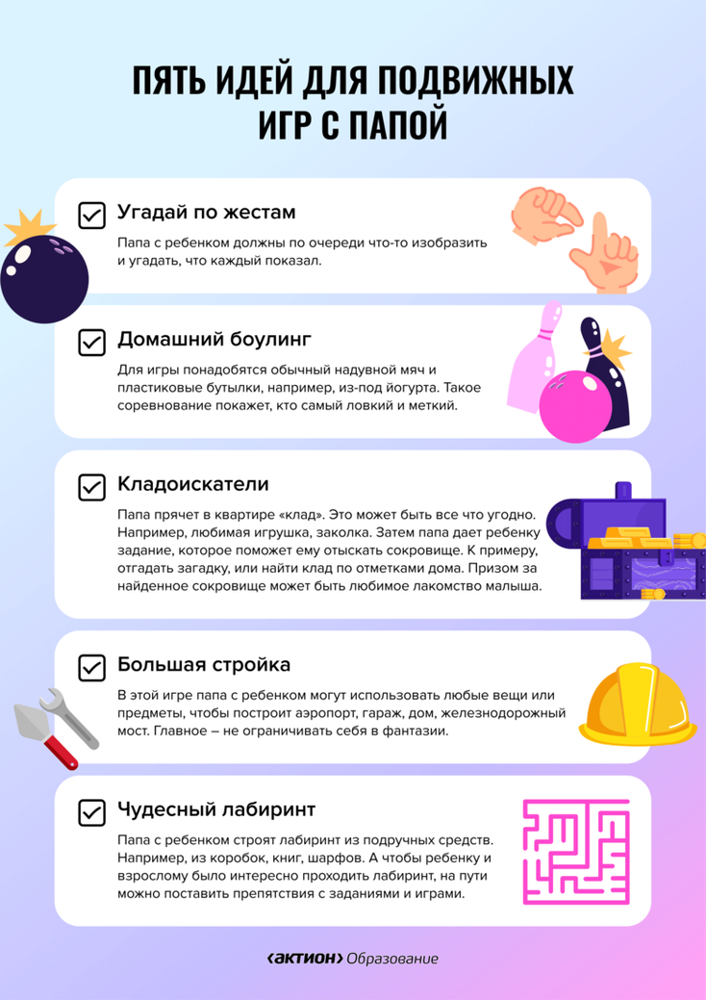 ПЯТЬ ИДЕЙ ДЛЯ ПОДВИЖНЫХ
ИГР С ПАПОЙ
Угадай по жестам
Папа с ребенком должны по очереди что-то изобразить
и угадать, что каждый показал.
Домашний боулинг
Для игры понадобятся обычный надувной мяч и
пластиковые бутылки, например, из-под йогурта. Такое
соревнование покажет, кто самый ловкий и меткий.
Кладоискатели
Папа прячет в квартире «клад». Это может быть все что угодно.
Например, любимая игрушка, заколка. Затем папа дает ребенку
задание, которое поможет ему отыскать сокровище. К примеру,
отгадать загадку, или найти клад по отметками дома. Призом за
найденное сокровище может быть любимое лакомство малыша.
Большая стройка
В этой игре папа с ребенком могут использовать любые вещи или
предметы, чтобы построит аэропорт, гараж, дом, железнодорожный
мост. Главное – не ограничивать себя в фантазии.
Чудесный лабиринт
Папа с ребенком строят лабиринт из подручных средств.
Например, из коробок, книг, шарфов. А чтобы ребенку и
взрослому было интересно проходить лабиринт, на пути
можно поставить препятствия с заданиями и играми.
‹актион› Образование